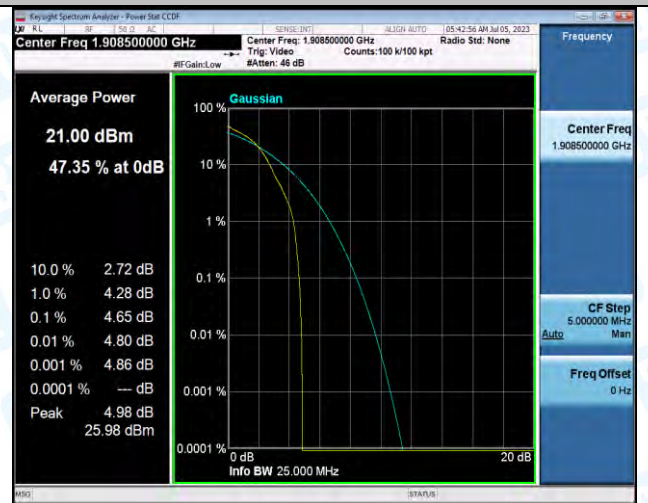 Keysight Spectrum Analyzer - Power Stat CCDF
RL RF 50 Ω AC SENSE:INT ALIGN AUTO 05:42:56 AM Jul 05, 2023
Center Freq 1.908500000 GHz
Center Freq: 1.908500000 GHz Radio Std: None
Trig: Video Counts:100 k/100 kpt
#IFGain:Low #Atten: 46 dB
Frequency
Average Power
21.00 dBm
47.35 % at 0dB
10.0 % 2.72 dB
1.0 % 4.28 dB
0.1 % 4.65 dB
0.01 % 4.80 dB
0.001 % 4.86 dB
0.0001 % --- dB
Peak 4.98 dB
25.98 dBm
Gaussian
100 %
10 %
1 %
0.1 %
0.01 %
0.001 %
0.0001 %
0 dB 20 dB
Info BW 25.000 MHz
Center Freq
1.908500000 GHz
CF Step
5.000000 MHz
Auto Man
Freq Offset
0 Hz
MSG STATUS